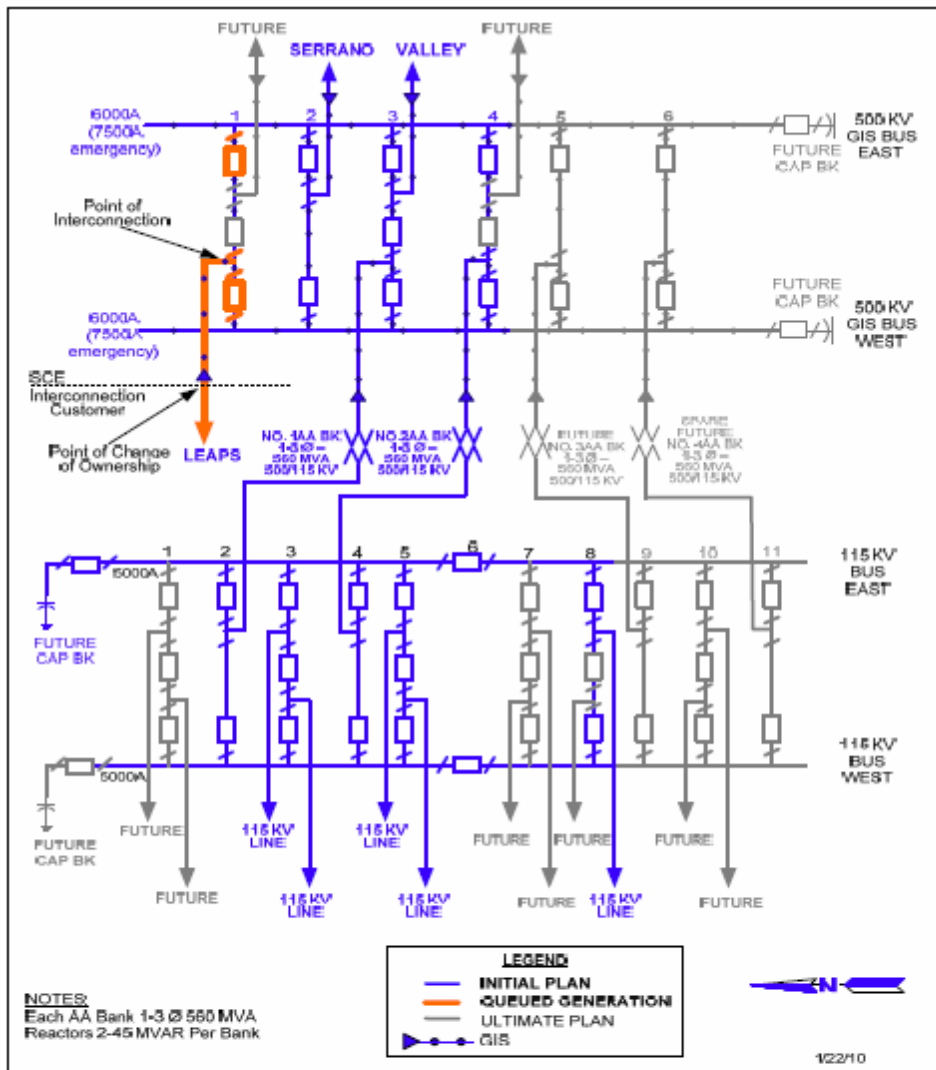 FUTURE
FUTURE
SERRANO
VALLEY
6000A
(7500A
emergency)
1
2
3
4
5
6
500 KV
GIS BUS
EAST
FUTURE
CAP BK
Point of
Interconnection
FUTURE
CAP BK
6000A
(7500A
emergency)
500 KV
GIS BUS
WEST
SCE
Interconnection
Customer
Point of Change
of Ownership
LEAPS
NO. 1AA BK
1-3 Ø –
560 MVA
500/115 KV
NO. 2AA BK
1-3 Ø –
560 MVA
500/115 KV
FUTURE
NO. 3AA BK
1-3 Ø –
560 MVA
500/115 KV
SPARE
FUTURE
NO. 4AA BK
1-3 Ø –
560 MVA
500/115 KV
1
2
3
4
5
6
7
8
9
10
11
5000A
115 KV
BUS
EAST
FUTURE
CAP BK
5000A
115 KV
BUS
WEST
FUTURE
CAP BK
FUTURE
115 KV
LINE
115 KV
LINE
FUTURE
FUTURE
FUTURE
FUTURE
115 KV
LINE
115 KV
LINE
FUTURE
115 KV
LINE
FUTURE
LEGEND
INITIAL PLAN
QUEUED GENERATION
ULTIMATE PLAN
GIS
N
NOTES:
Each AA Bank 1-3 Ø 560 MVA
Reactors 2-45 MVAR Per Bank
1/22/10